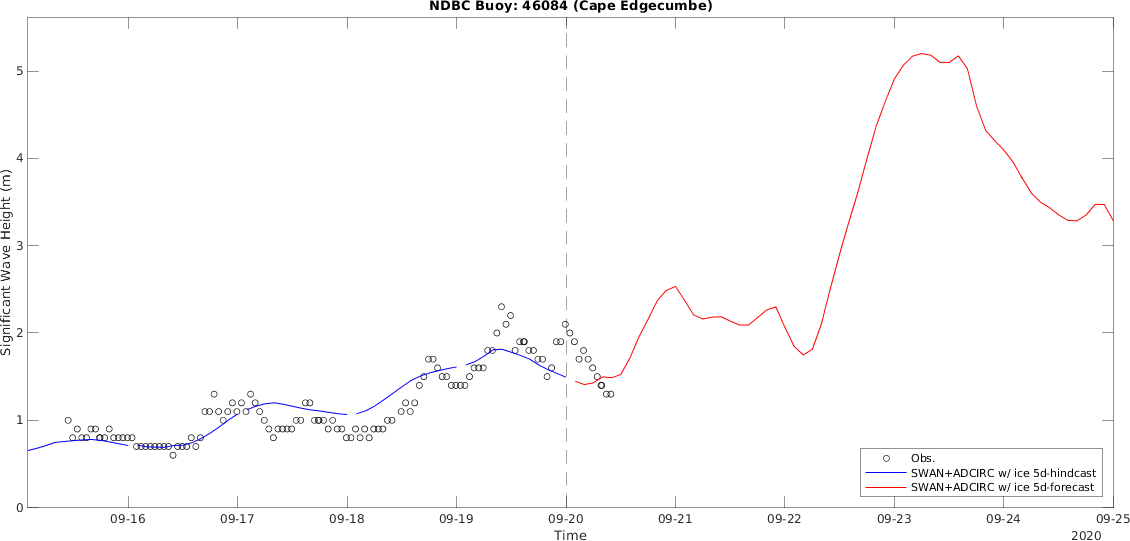 NDBC Buoy: 46084 (Cape Edgecumbe)
Significant Wave Height (m)
5
4
3
2
1
0
Obs.
SWAN+ADCIRC w/ ice 5d-hindcast
SWAN+ADCIRC w/ ice 5d-forecast
09-16 09-17 09-18 09-19 09-20 09-21 09-22 09-23 09-24 09-25
Time
2020